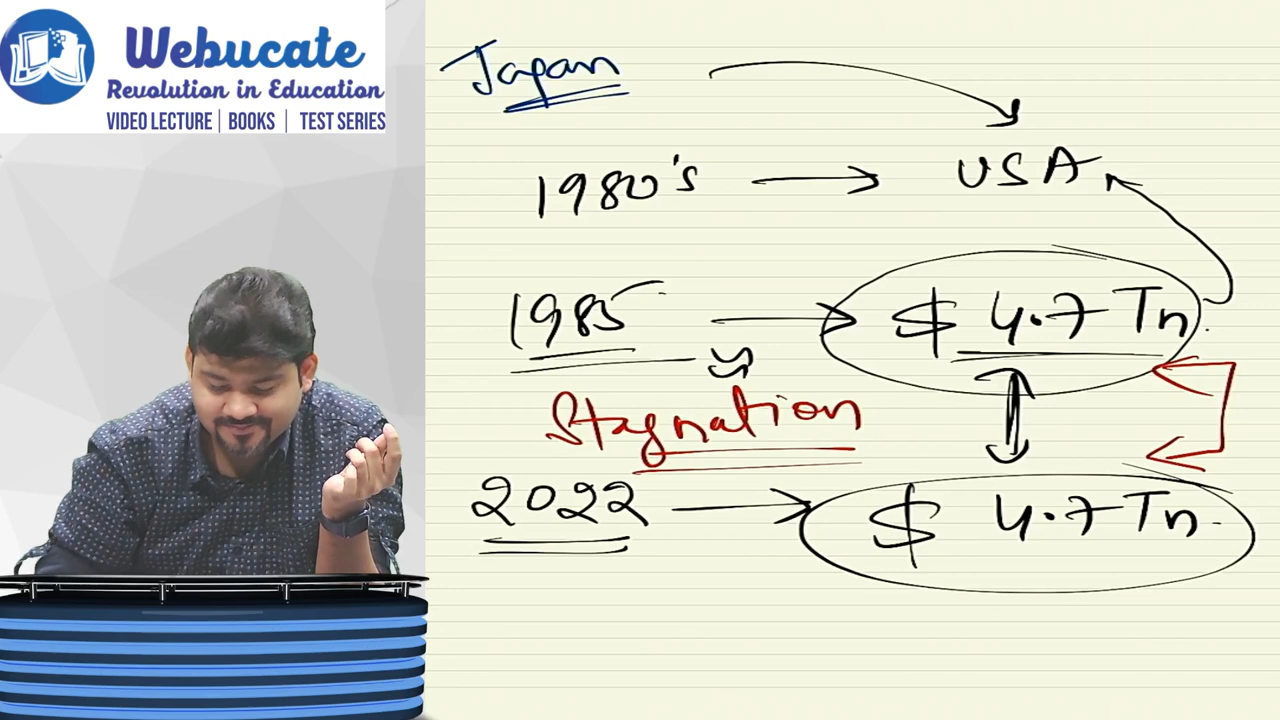 Webucate
Revolution in Education
VIDEO LECTURE | BOOKS | TEST SERIES
Japan
1980's → USA
1985 → $ 4.7 Tn.
Stagnation
2022 → $ 4.7 Tn.